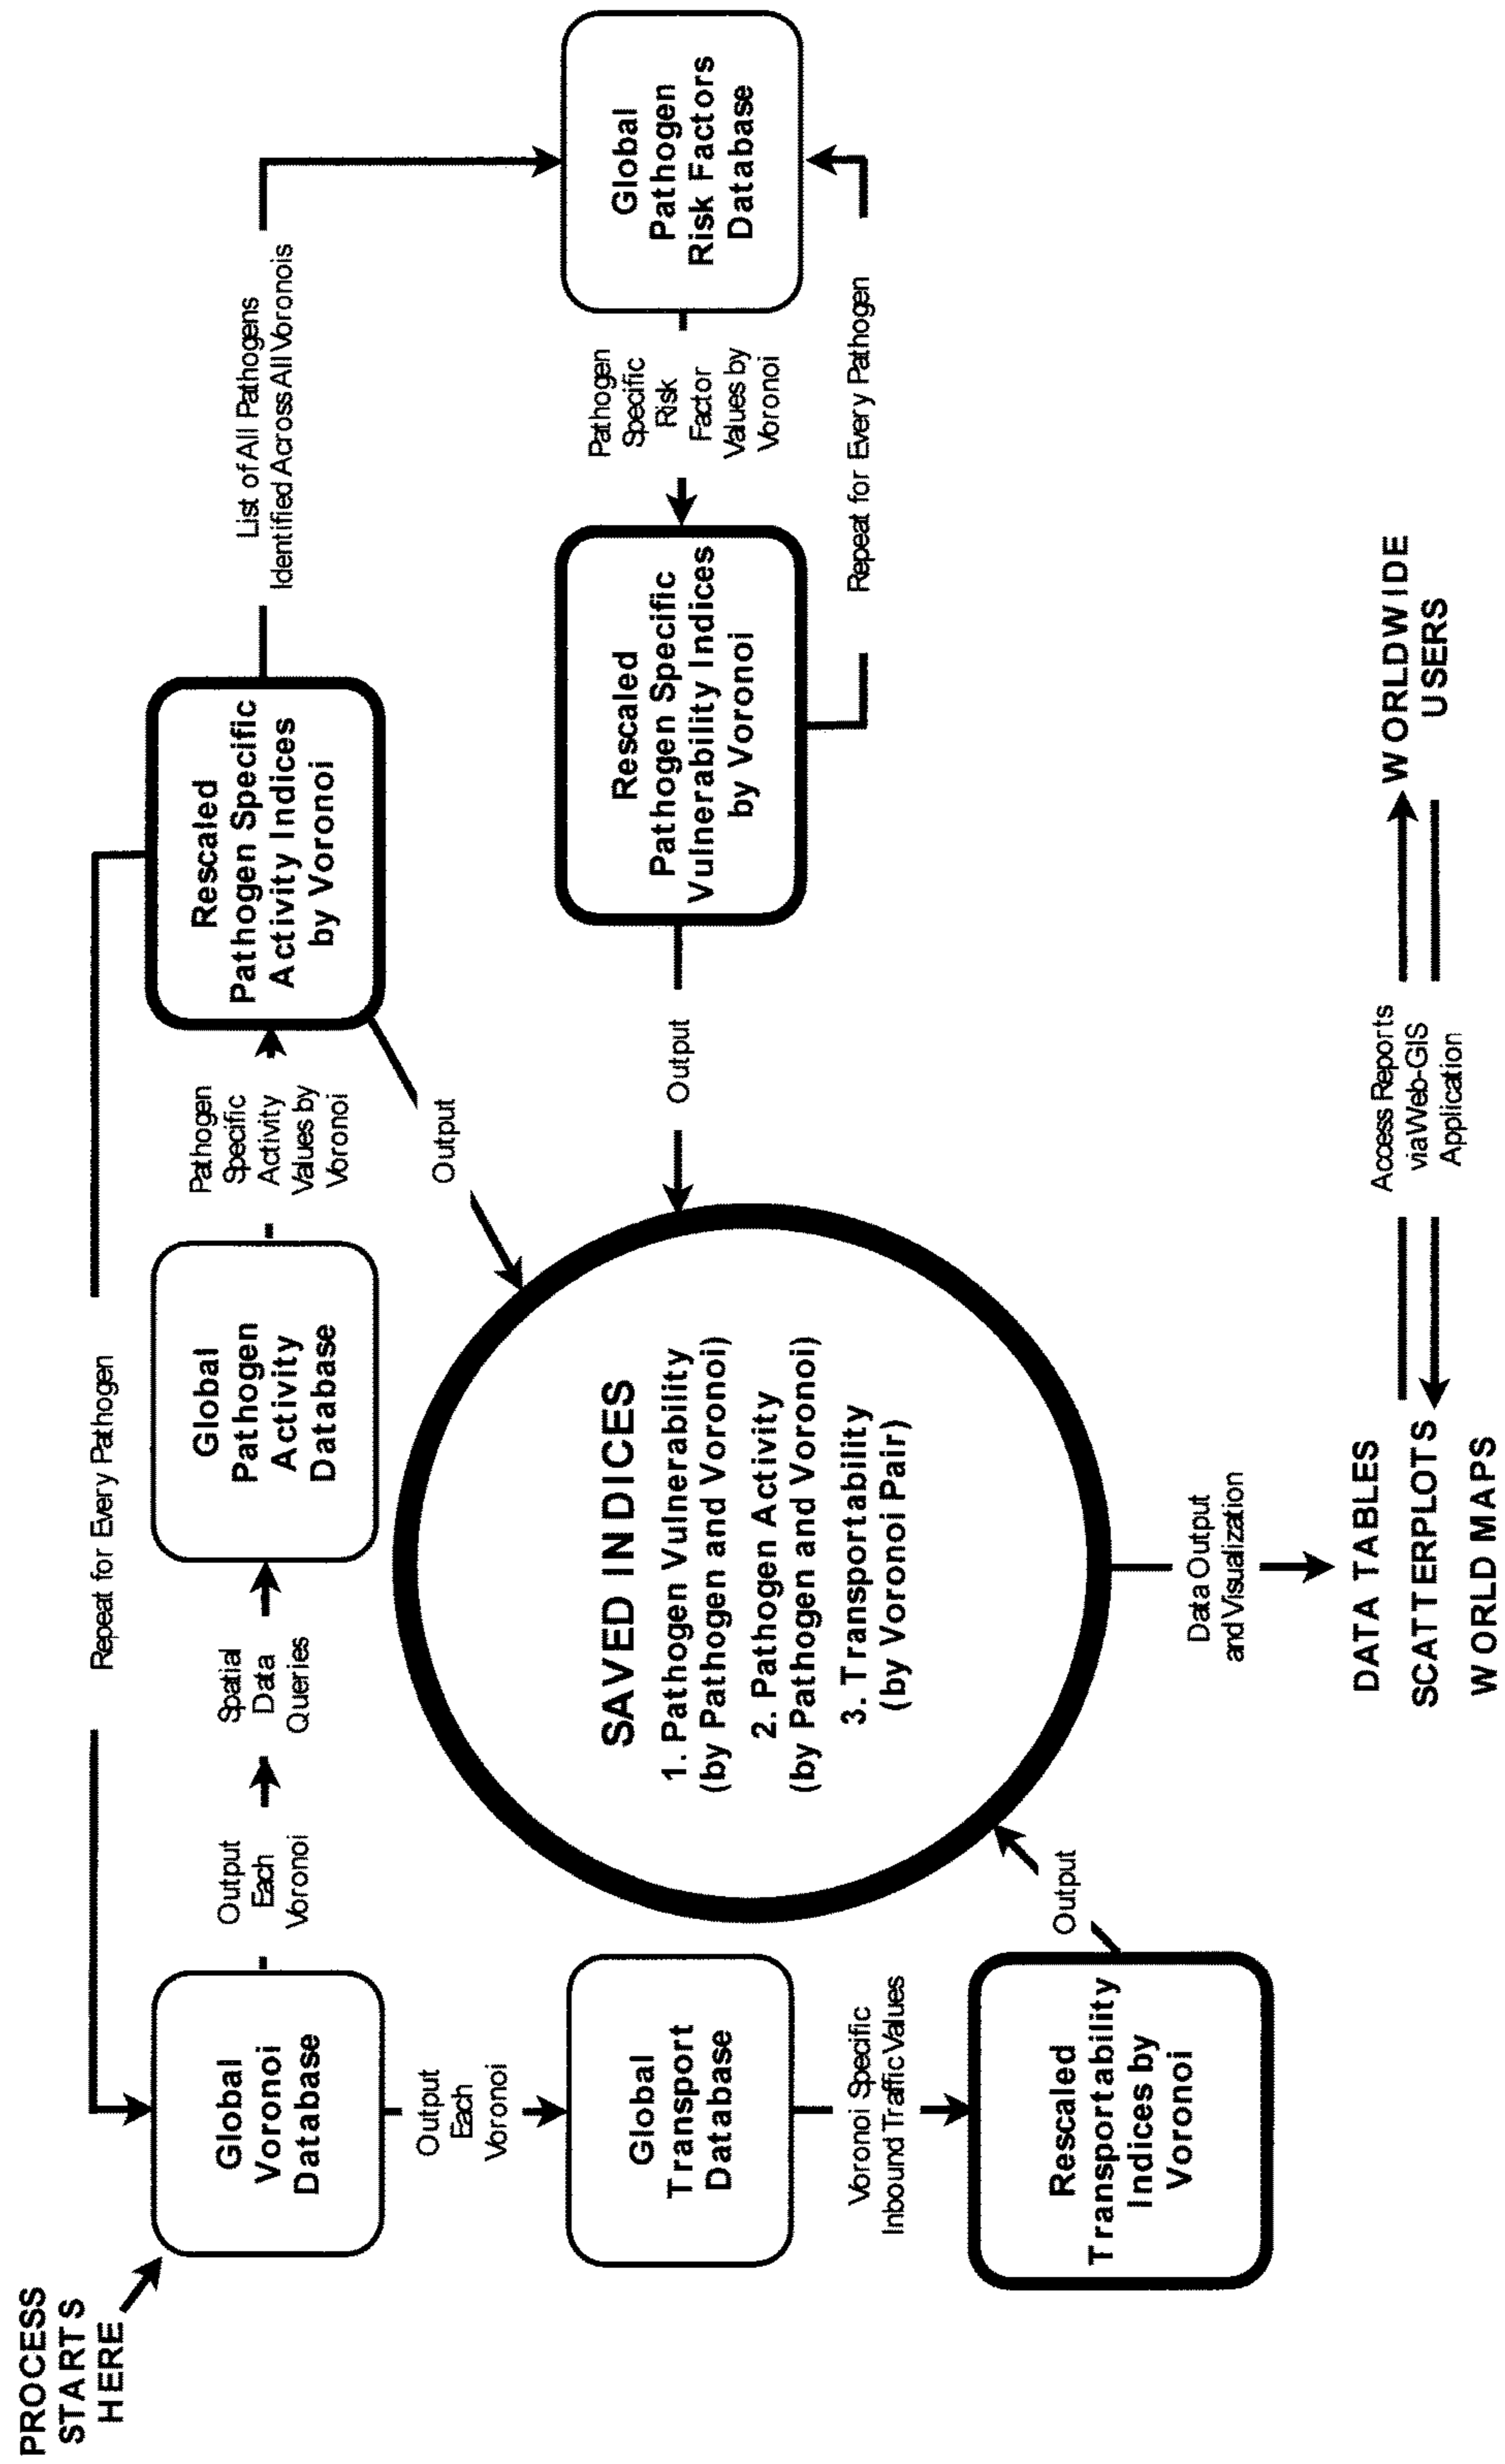 PROCESS
STARTS
HERE
Repeat for Every Pathogen
Global
Voronoi
Database
Output
Each
Voronoi
Spatial
Data
Queries
Global
Pathogen
Activity
Database
Pathogen
Specific
Activity
Values by
Voronoi
Rescaled
Pathogen Specific
Activity Indices
by Voronoi
List of All Pathogens
Identified Across All Voronois
Output
Each
Voronoi
Output
Global
Transport
Database
SAVED INDICES
1. Pathogen Vulnerability
(by Pathogen and Voronoi)
2. Pathogen Activity
(by Pathogen and Voronoi)
3. Transportability
(by Voronoi Pair)
Output
Rescaled
Pathogen Specific
Vulnerability Indices
by Voronoi
Pathogen
Specific
Risk
Factor
Values by
Voronoi
Global
Pathogen
Risk Factors
Database
Repeat for Every Pathogen
Voronoi Specific
Inbound Traffic Values
Rescaled
Transportability
Indices by
Voronoi
Output
Data Output
and Visualization
DATA TABLES
SCATTERPLOTS
WORLD MAPS
Access Reports
via Web-GIS
Application
WORLDWIDE
USERS